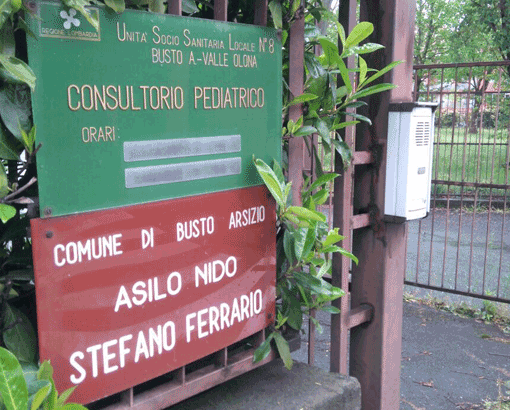 REGIONE LOMBARDIA
UNITA' SOCIO SANITARIA LOCALE N°8
BUSTO A-VALLE OLONA
CONSULTORIO PEDIATRICO
ORARI:
COMUNE DI BUSTO ARSIZIO
ASILO NIDO
STEFANO FERRARIO